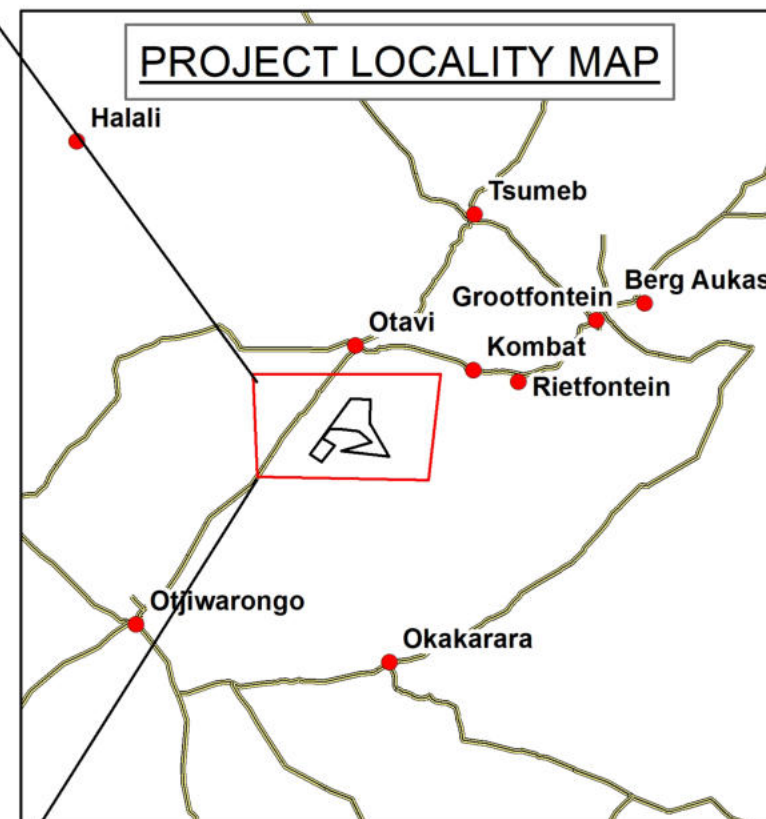 PROJECT LOCALITY MAP
Halali
Tsumeb
Berg Aukas
Grootfontein
Otavi
Kombat
Rietfontein
Otjiwarongo
Okakarara